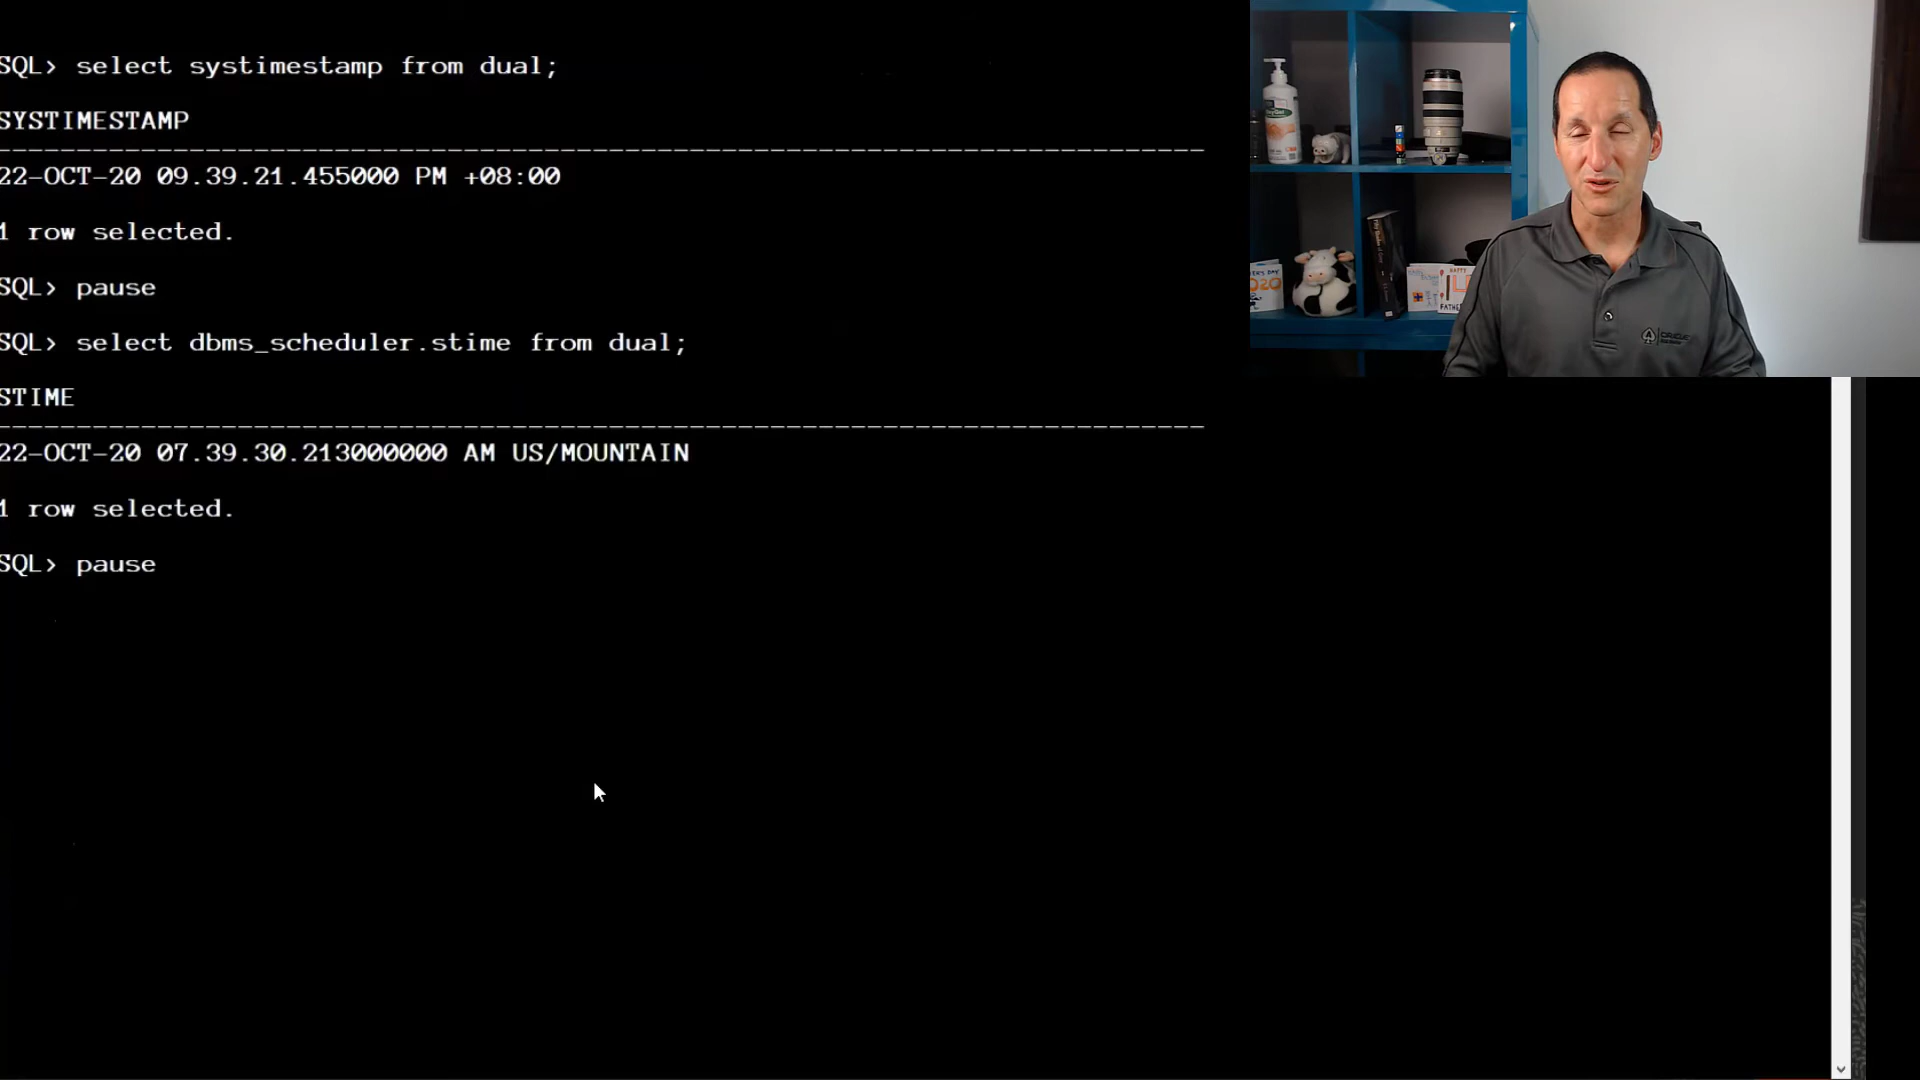 SQL> select systimestamp from dual;
SYSTIMESTAMP
---------------------------------------------------------------------------
22-OCT-20 09.39.21.455000 PM +08:00
1 row selected.
SQL> pause
SQL> select dbms_scheduler.stime from dual;
STIME
---------------------------------------------------------------------------
22-OCT-20 07.39.30.213000000 AM US/MOUNTAIN
1 row selected.
SQL> pause